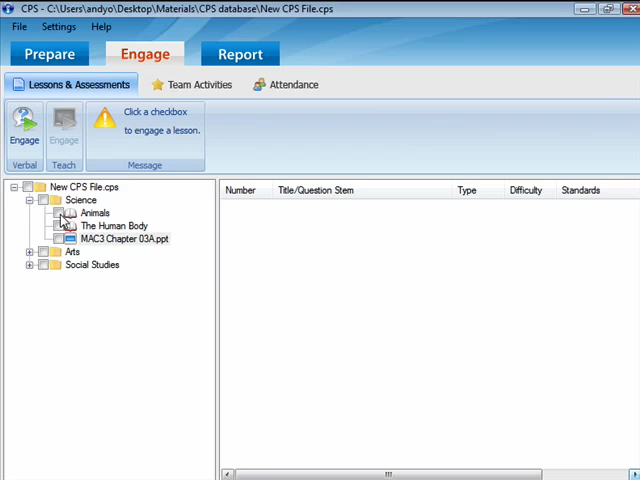 CPS - C:\Users\andyo\Desktop\Materials\CPS database\New CPS File.cps
File Settings Help
Prepare Engage Report
Lessons & Assessments Team Activities Attendance
Click a checkbox
to engage a lesson.
Engage Engage
Verbal Teach Message
New CPS File.cps
Number Title/Question Stem Type Difficulty Standards
Science
Animals
The Human Body
MAC3 Chapter 03A.ppt
Arts
Social Studies